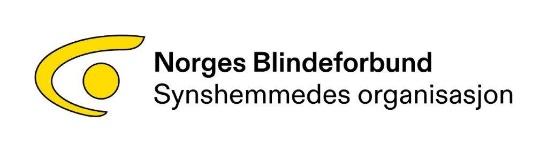 Norges Blindeforbund
Synshemmedes organisasjon